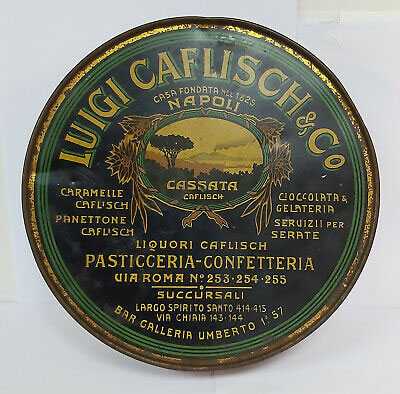 LUIGI CAFLISCH & Co
CASA FONDATA NEL 1825
NAPOLI
CASSATA
CAFLISCH
CARAMELLE
CAFLISCH
PANETTONE
CAFLISCH
CIOCCOLATA &
GELATERIA
SERVIZII PER
SERATE
LIQUORI CAFLISCH
PASTICCERIA-CONFETTERIA
VIA ROMA No 253·254·255
SUCCURSALI
LARGO SPIRITO SANTO 414·415
VIA CHIAIA 143·144
BAR GALLERIA UMBERTO Io 57